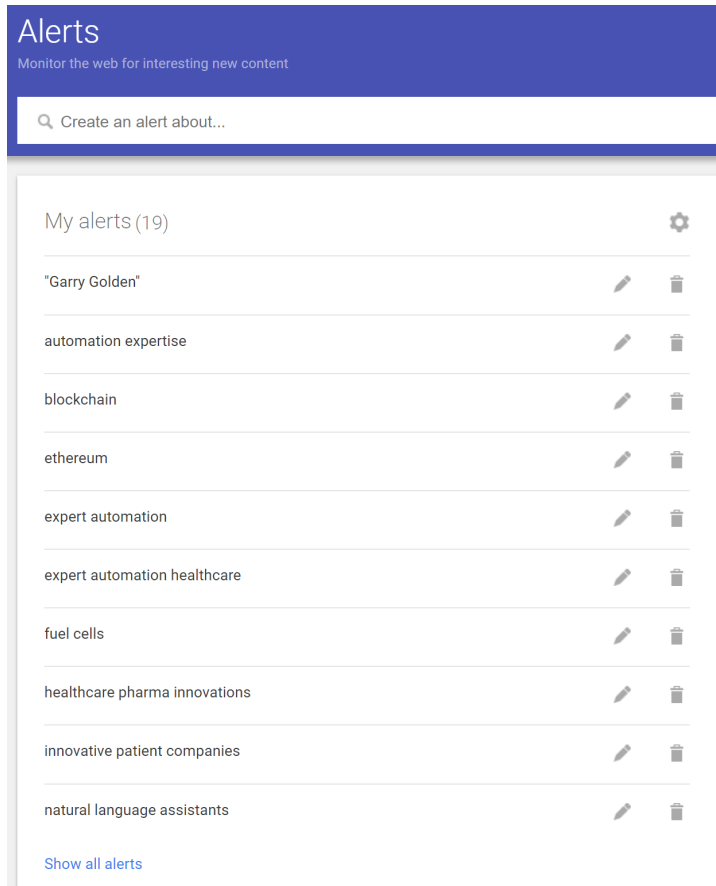 Alerts
Monitor the web for interesting new content
Create an alert about...
My alerts (19)
"Garry Golden"
automation expertise
blockchain
ethereum
expert automation
expert automation healthcare
fuel cells
healthcare pharma innovations
innovative patient companies
natural language assistants
Show all alerts